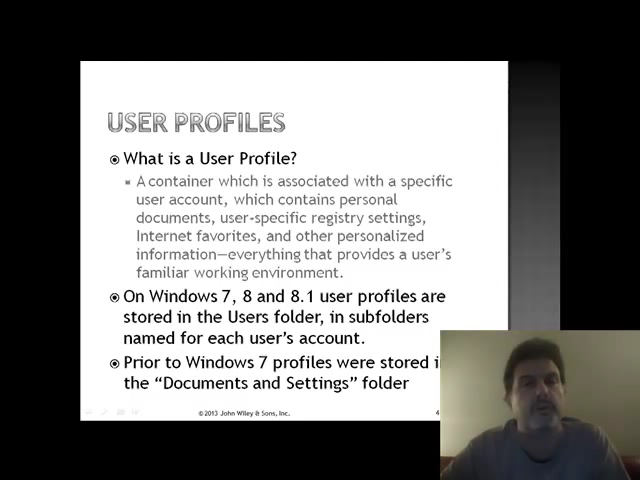 USER PROFILES
What is a User Profile?
A container which is associated with a specific
user account, which contains personal
documents, user-specific registry settings,
Internet favorites, and other personalized
information—everything that provides a user's
familiar working environment.
On Windows 7, 8 and 8.1 user profiles are
stored in the Users folder, in subfolders
named for each user's account.
Prior to Windows 7 profiles were stored
the "Documents and Settings" folder
©2013 John Wiley & Sons, Inc.
4